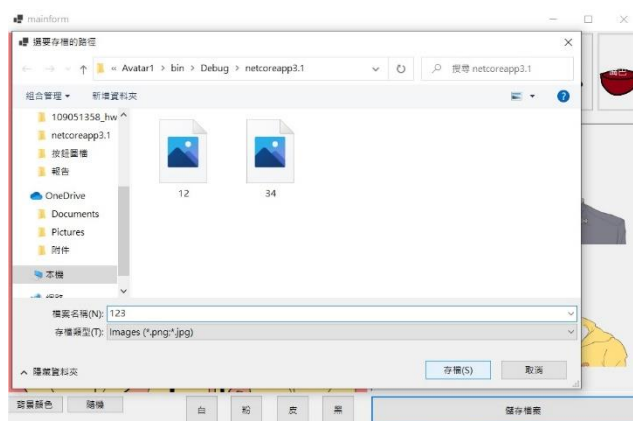 mainform
選要存檔的路徑
« Avatar1 > bin > Debug > netcoreapp3.1
搜尋 netcoreapp3.1
組合管理 新增資料夾
109051358_hw
netcoreapp3.1
按鈕圖檔
報告
OneDrive
Documents
Pictures
附件
本機
12
34
檔案名稱(N): 123
存檔類型(T): Images (*.png;*.jpg)
隱藏資料夾
存檔(S)
取消
嘴巴
背景顏色
隨機
白
粉
皮
黑
儲存檔案